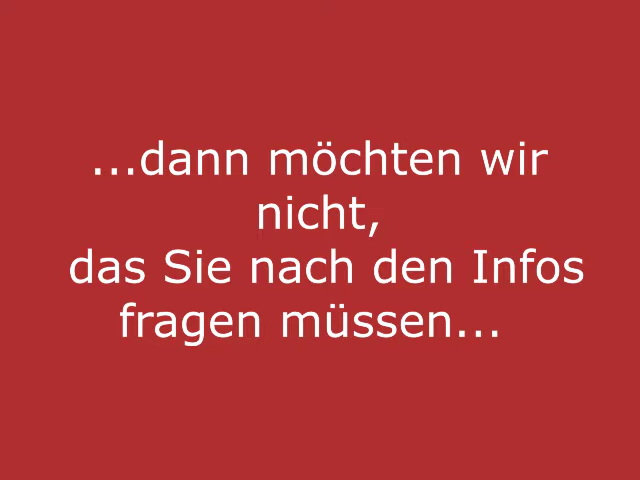 ...dann möchten wir
nicht,
das Sie nach den Infos
fragen müssen...